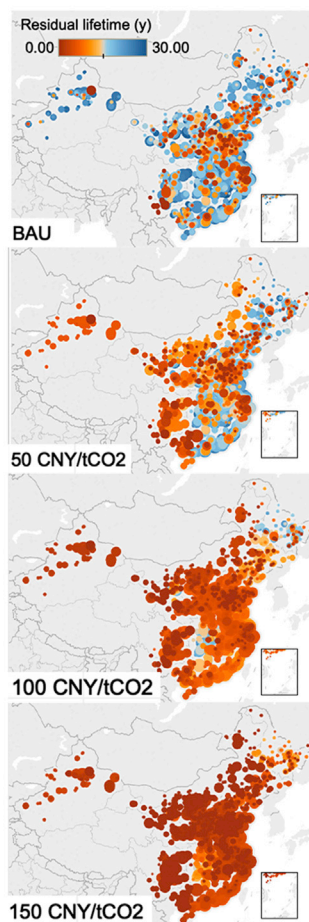 Residual lifetime (y)
0.00 30.00
BAU
50 CNY/tCO2
100 CNY/tCO2
150 CNY/tCO2